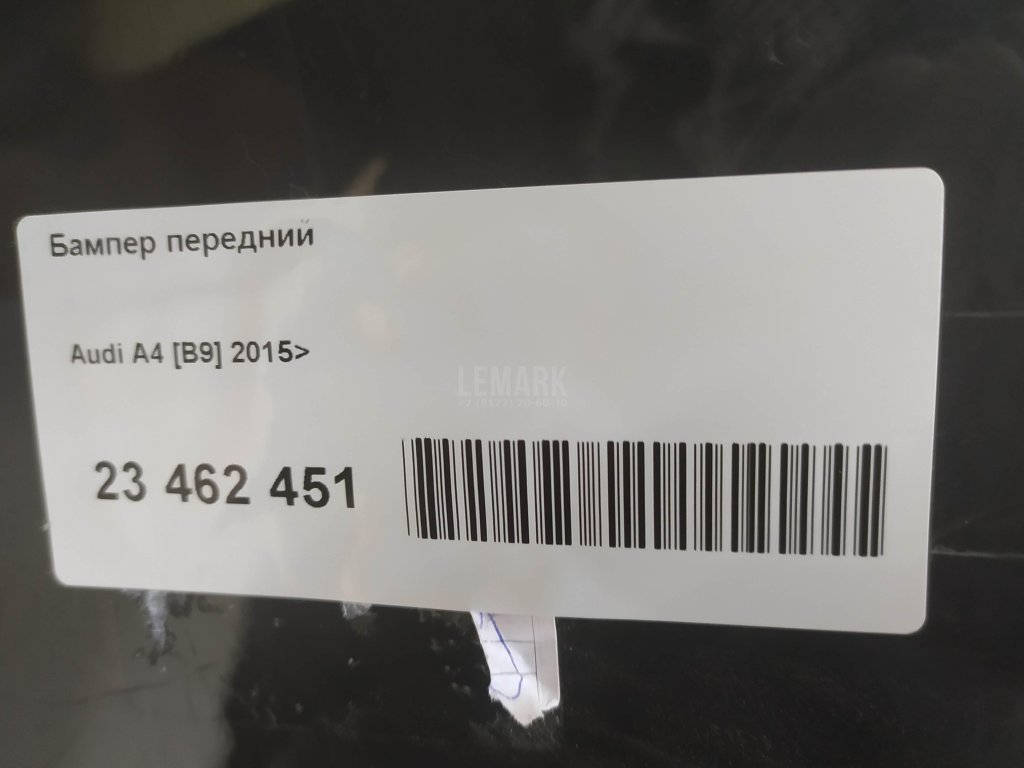 Бампер передний
Audi A4 [B9] 2015>
LEMARK
23 462 451